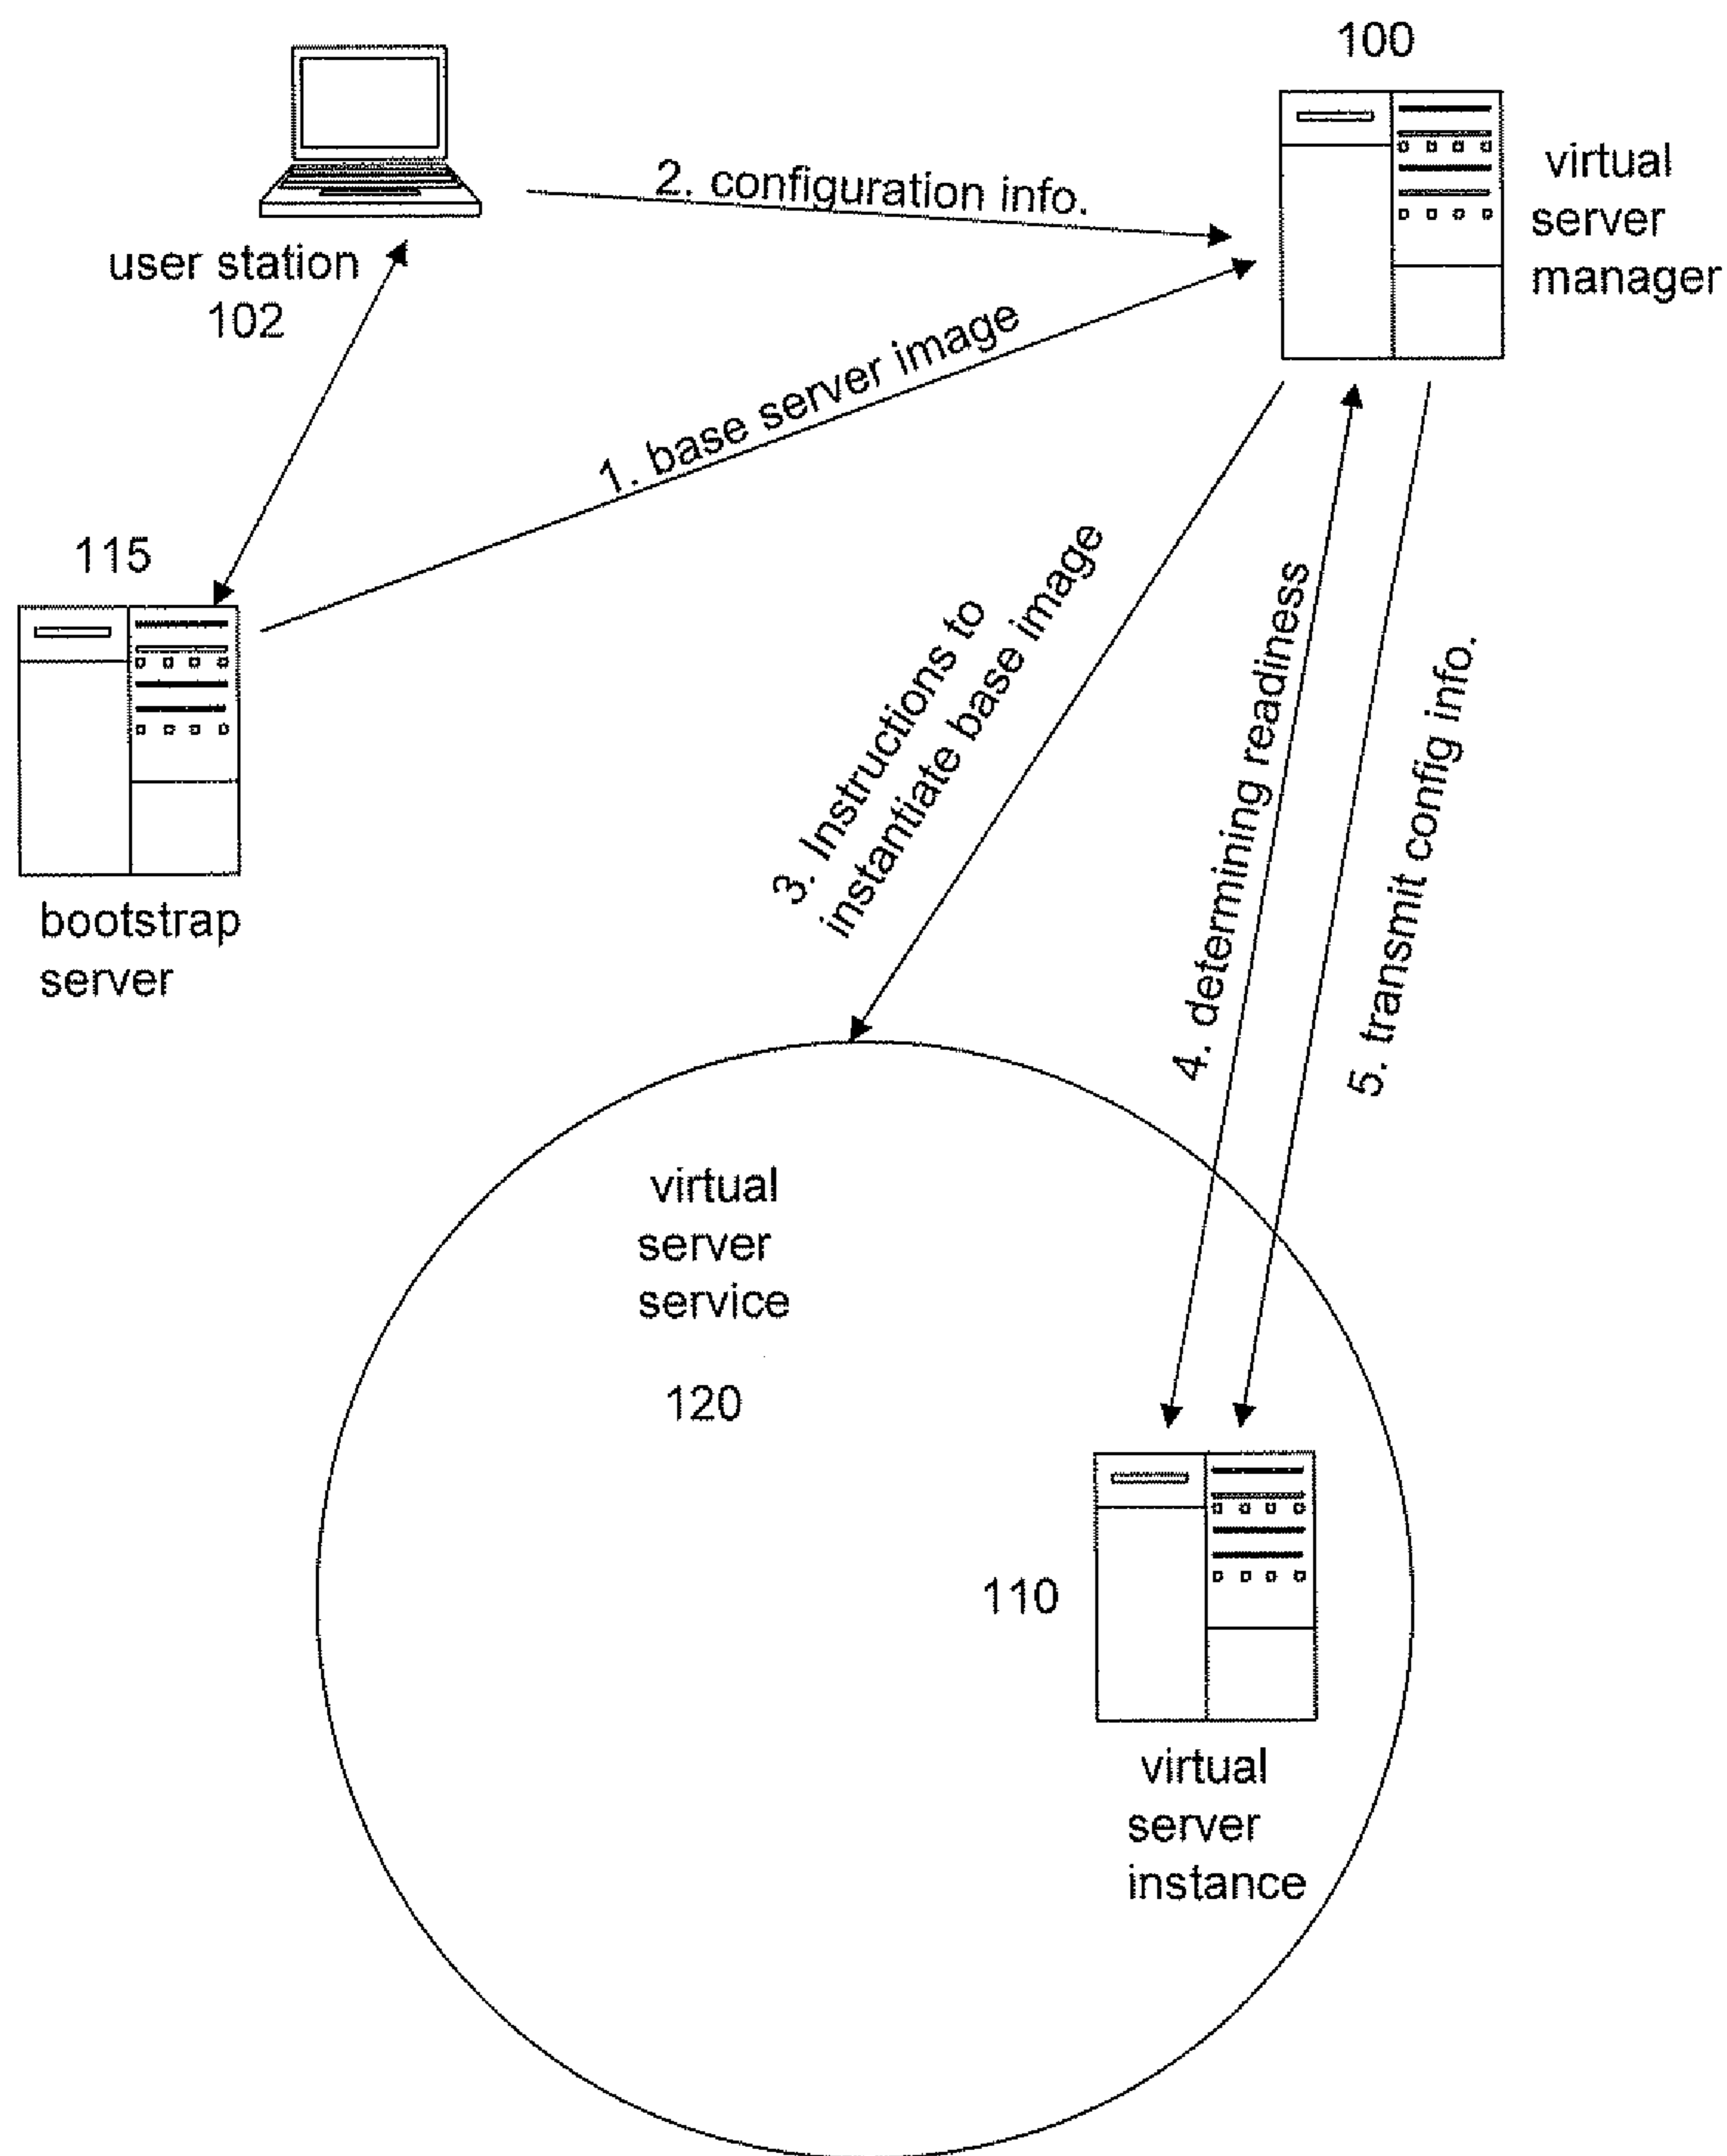 100
virtual
server
manager
2. configuration info.
user station
102
1. base server image
115
bootstrap
server
3. Instructions to
instantiate base image
4. determining readiness
5. transmit config info.
virtual
server
service
120
110
virtual
server
instance